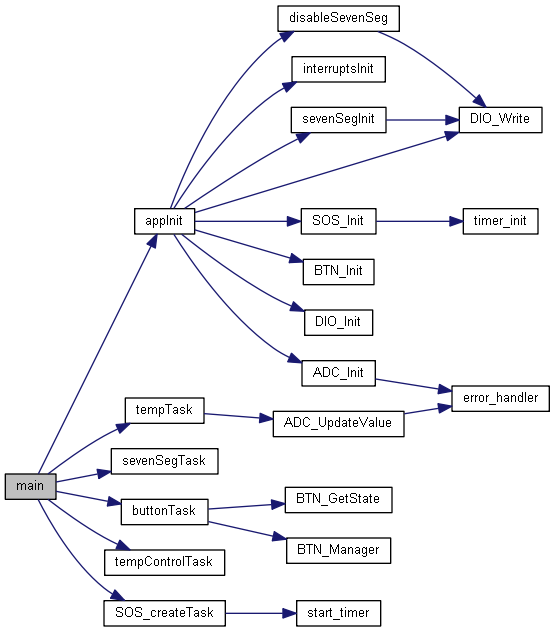 disableSevenSeg
interruptsInit
sevenSegInit
DIO_Write
appInit
SOS_Init
timer_init
BTN_Init
DIO_Init
ADC_Init
error_handler
tempTask
ADC_UpdateValue
sevenSegTask
main
buttonTask
BTN_GetState
BTN_Manager
tempControlTask
SOS_createTask
start_timer